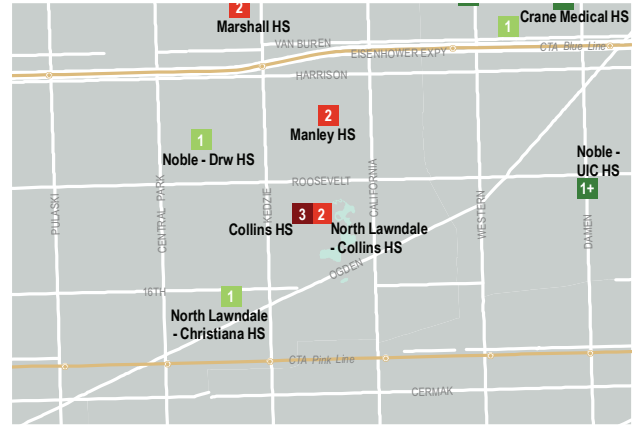 2
Marshall HS
1
Crane Medical HS
VAN BUREN
EISENHOWER EXPY
CTA Blue Line
HARRISON
2
Manley HS
1
Noble - Drw HS
Noble -
UIC HS
1+
ROOSEVELT
PULASKI
CENTRAL PARK
KEDZIE
CALIFORNIA
WESTERN
DAMEN
3
2
Collins HS
North Lawndale
- Collins HS
OGDEN
16TH
1
North Lawndale
- Christiana HS
CTA Pink Line
CERMAK